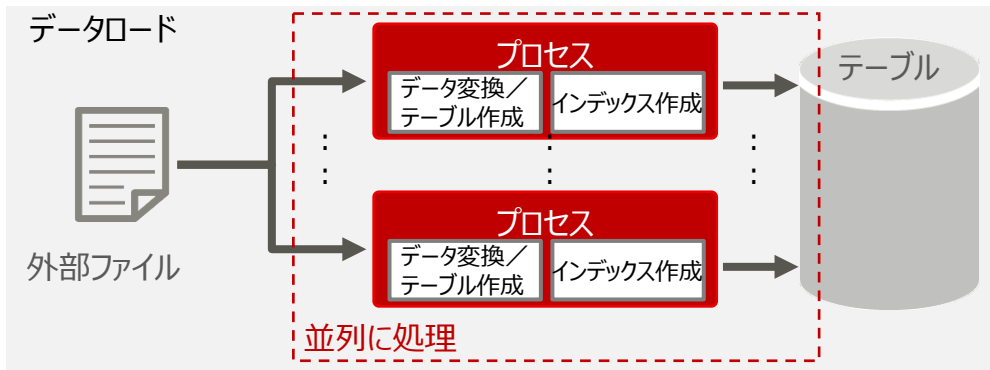 データロード
プロセス
データ変換／
テーブル作成
インデックス作成
テーブル
外部ファイル
プロセス
データ変換／
テーブル作成
インデックス作成
並列に処理